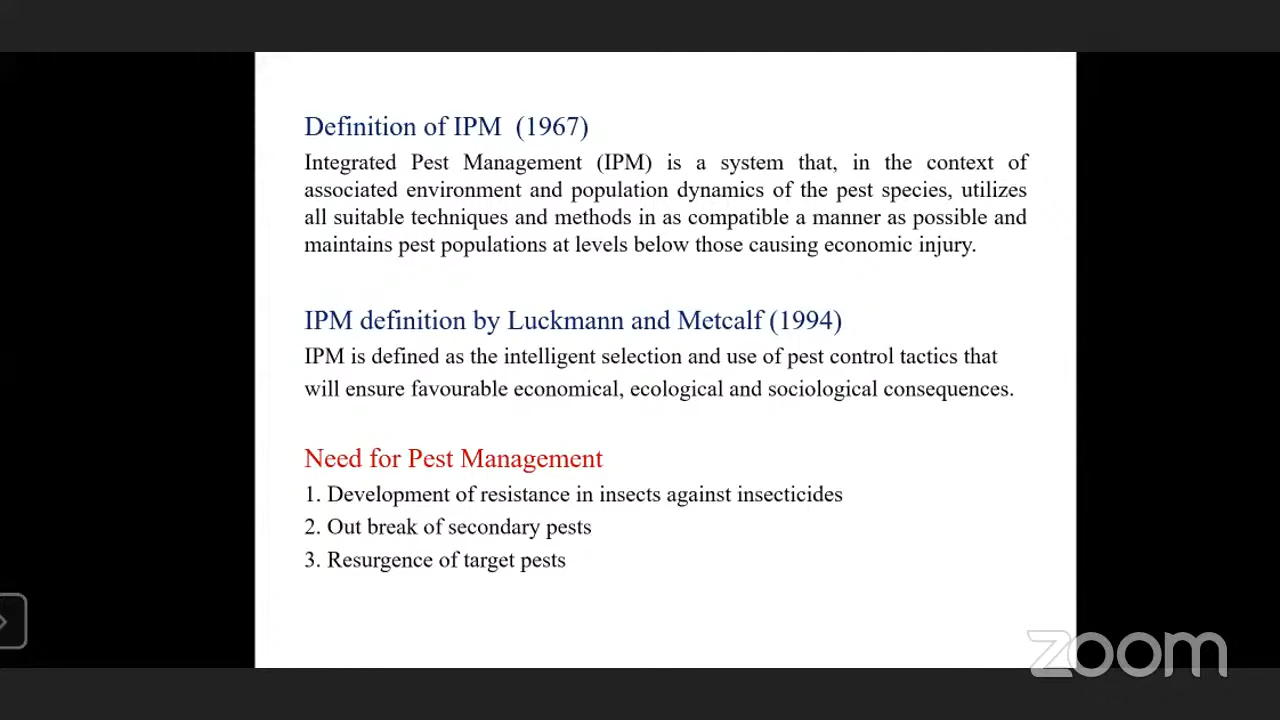 Definition of IPM (1967)
Integrated Pest Management (IPM) is a system that, in the context of
associated environment and population dynamics of the pest species, utilizes
all suitable techniques and methods in as compatible a manner as possible and
maintains pest populations at levels below those causing economic injury.
IPM definition by Luckmann and Metcalf (1994)
IPM is defined as the intelligent selection and use of pest control tactics that
will ensure favourable economical, ecological and sociological consequences.
Need for Pest Management
1. Development of resistance in insects against insecticides
2. Out break of secondary pests
3. Resurgence of target pests
zoom